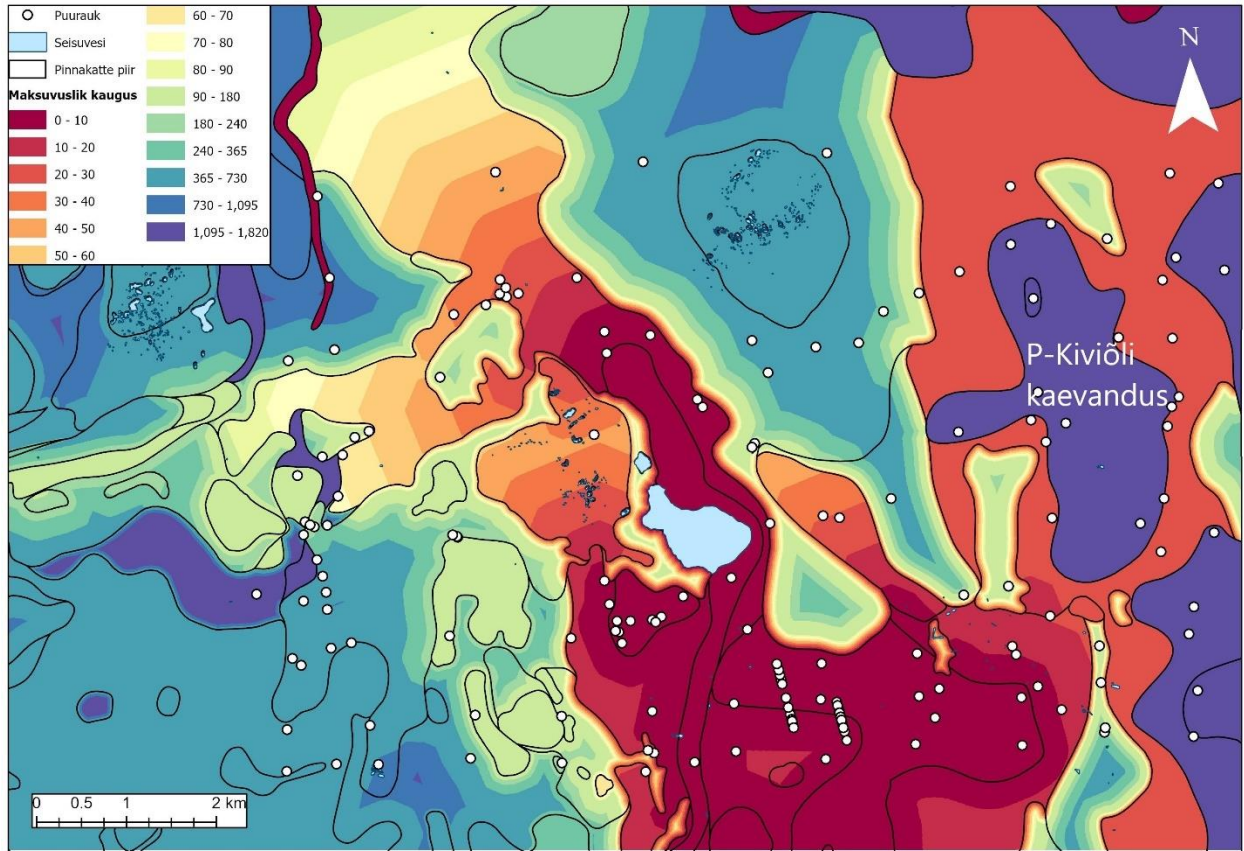 Puurauk
Seisuvesi
Pinnakatte piir
Maksuvuslik kaugus
0 - 10
10 - 20
20 - 30
30 - 40
40 - 50
50 - 60
60 - 70
70 - 80
80 - 90
90 - 180
180 - 240
240 - 365
365 - 730
730 - 1,095
1,095 - 1,820
N
P-Kiviõli
kaevandus
0 0.5 1 2 km